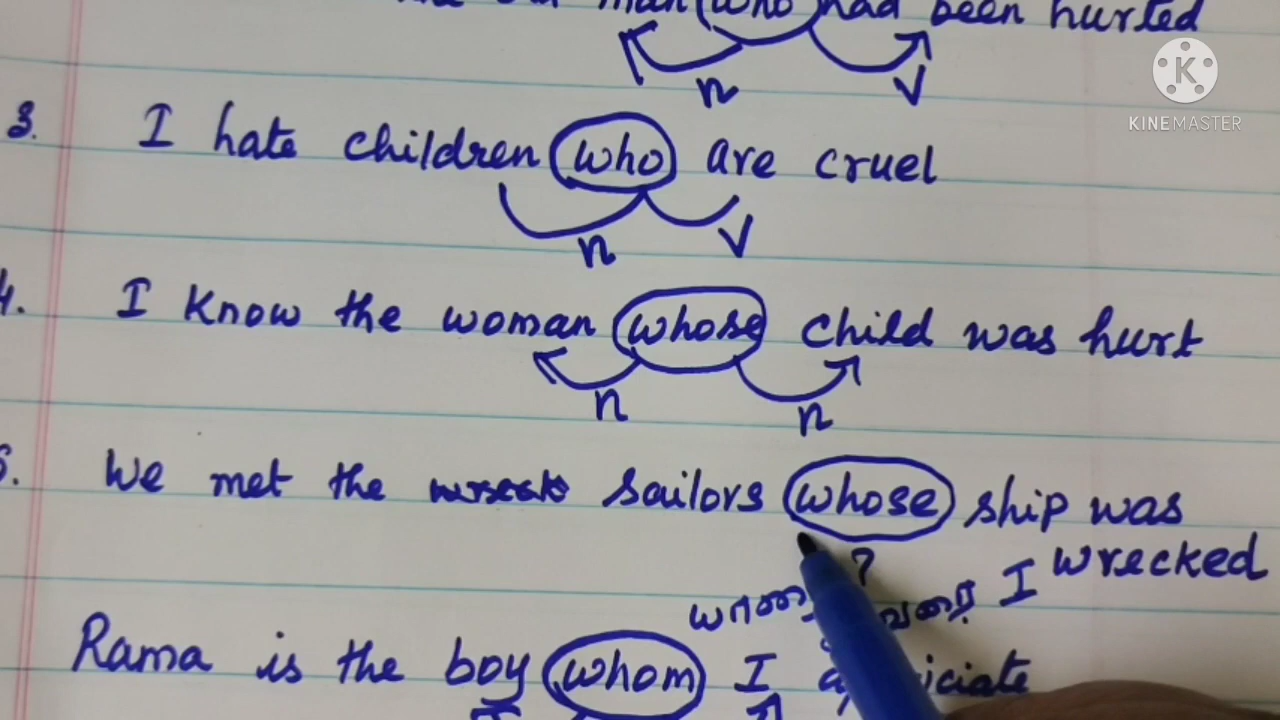 man who had been hurted
n V
K
KINEMASTER
3. I hate children who are cruel
n V
4. I know the woman whose child was hurt
n n
We met the sailors whose ship was
wrecked
? I
Rama is the boy whom I